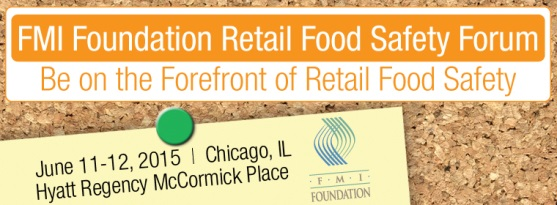 FMI Foundation Retail Food Safety Forum
Be on the Forefront of Retail Food Safety
June 11-12, 2015 | Chicago, IL
Hyatt Regency McCormick Place
F·M·I
FOUNDATION